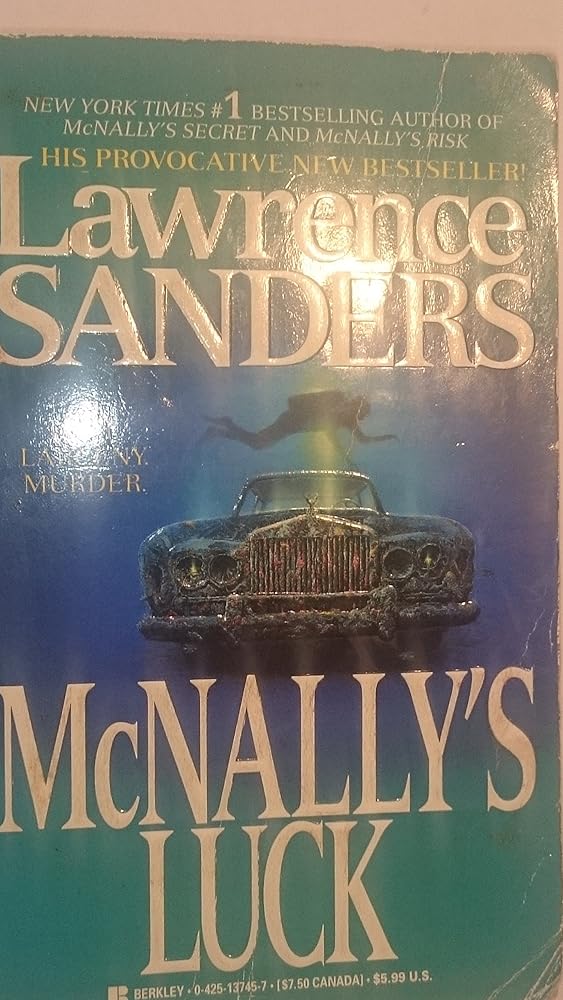 NEW YORK TIMES #1 BESTSELLING AUTHOR OF
McNALLY'S SECRET AND McNALLY'S RISK
HIS PROVOCATIVE NEW BESTSELLER!
Lawrence
SANDERS
MURDER.
McNALLY'S
LUCK
BERKLEY • 0-425-13745-7 • [$7.50 CANADA] • $5.99 U.S.